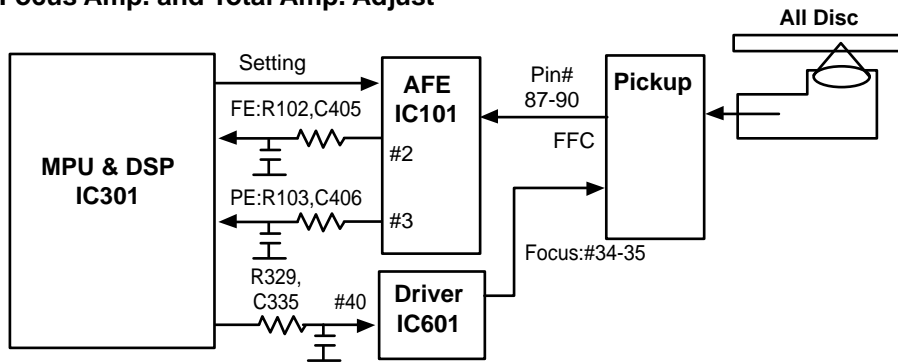 Focus Amp. and Total Amp. Adjust
All Disc
Setting
AFE
IC101
Pin#
87-90
Pickup
FE:R102,C405
FFC
#2
MPU & DSP
IC301
PE:R103,C406
#3
Focus:#34-35
R329,
C335
#40
Driver
IC601